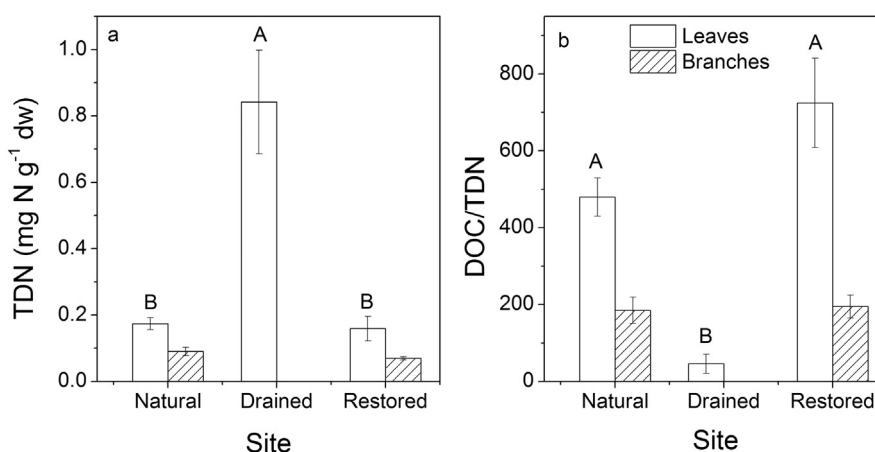 a
A
B
B
1.0
0.8
0.6
0.4
0.2
0.0
TDN (mg N g⁻¹ dw)
Natural Drained Restored
Site
b
Leaves
Branches
A
A
B
800
600
400
200
0
DOC/TDN
Natural Drained Restored
Site